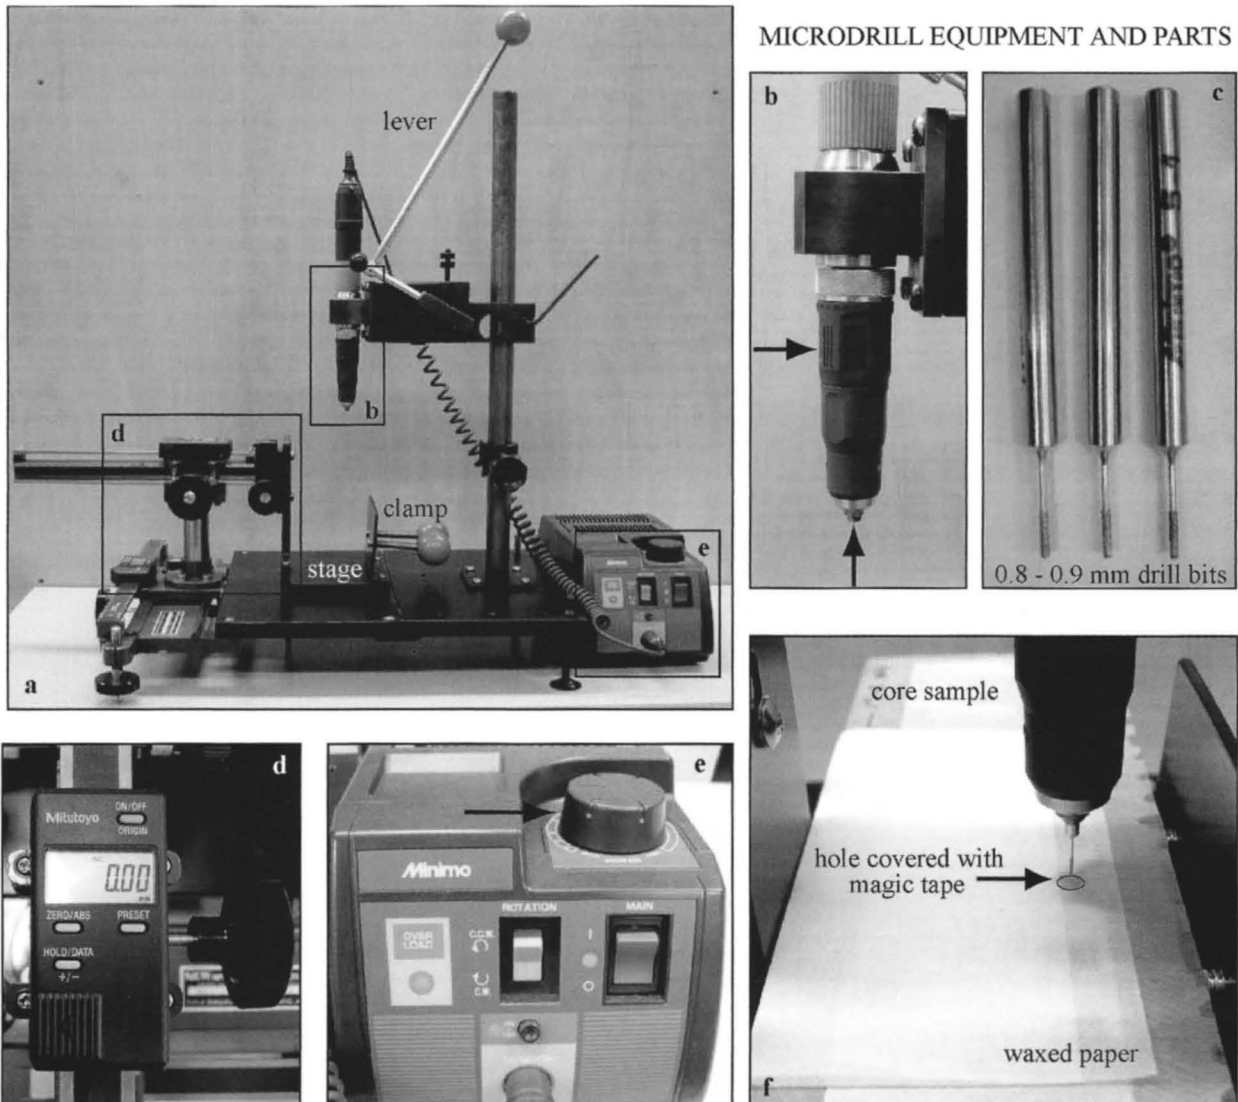 MICRODRILL EQUIPMENT AND PARTS
lever
b
d
clamp
stage
e
a
b
c
0.8 - 0.9 mm drill bits
d
Mitutoyo
ON/OFF
ORIGIN
0.00
ZERO/ABS
PRESET
HOLD/DATA
+/−
e
Minimo
ROTATION
MAIN
OVER
LOAD
C.C.W.
C.W.
I
O
core sample
hole covered with
magic tape
waxed paper
f